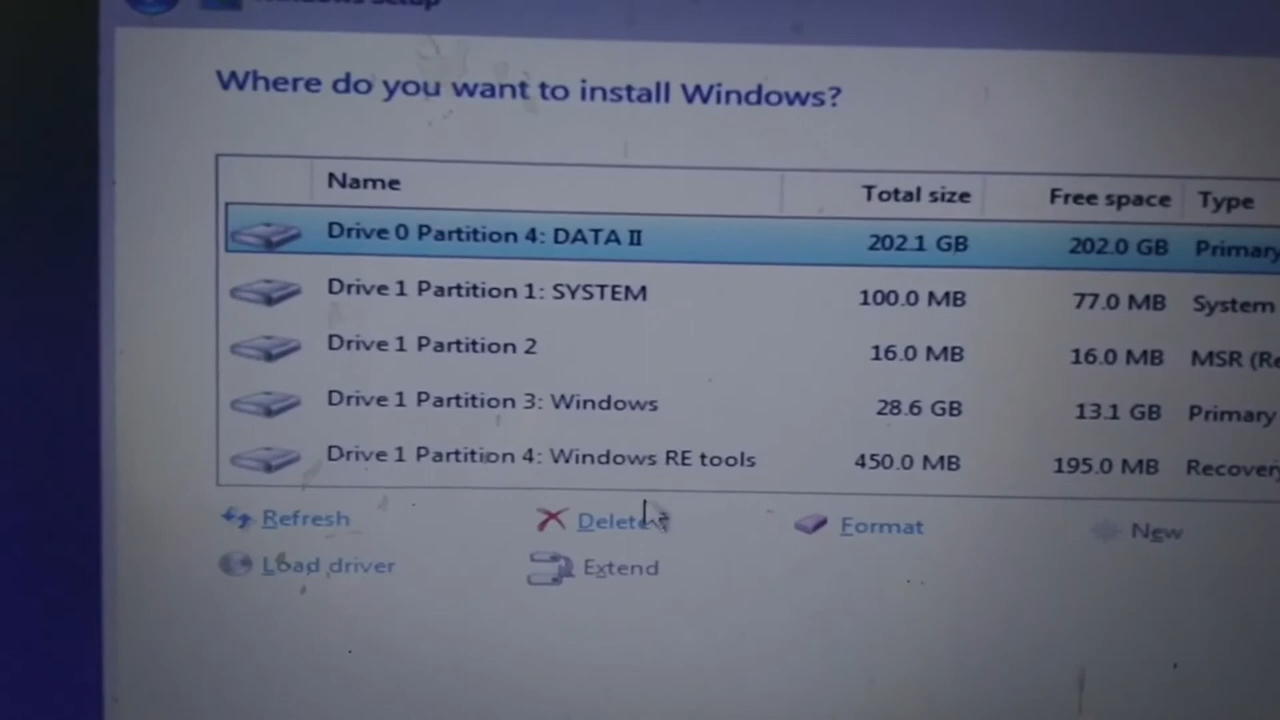 Where do you want to install Windows?
Name Total size Free space Type
Drive 0 Partition 4: DATA II 202.1 GB 202.0 GB Primary
Drive 1 Partition 1: SYSTEM 100.0 MB 77.0 MB System
Drive 1 Partition 2 16.0 MB 16.0 MB MSR
Drive 1 Partition 3: Windows 28.6 GB 13.1 GB Primary
Drive 1 Partition 4: Windows RE tools 450.0 MB 195.0 MB Recovery
Refresh Delete Format New
Load driver Extend